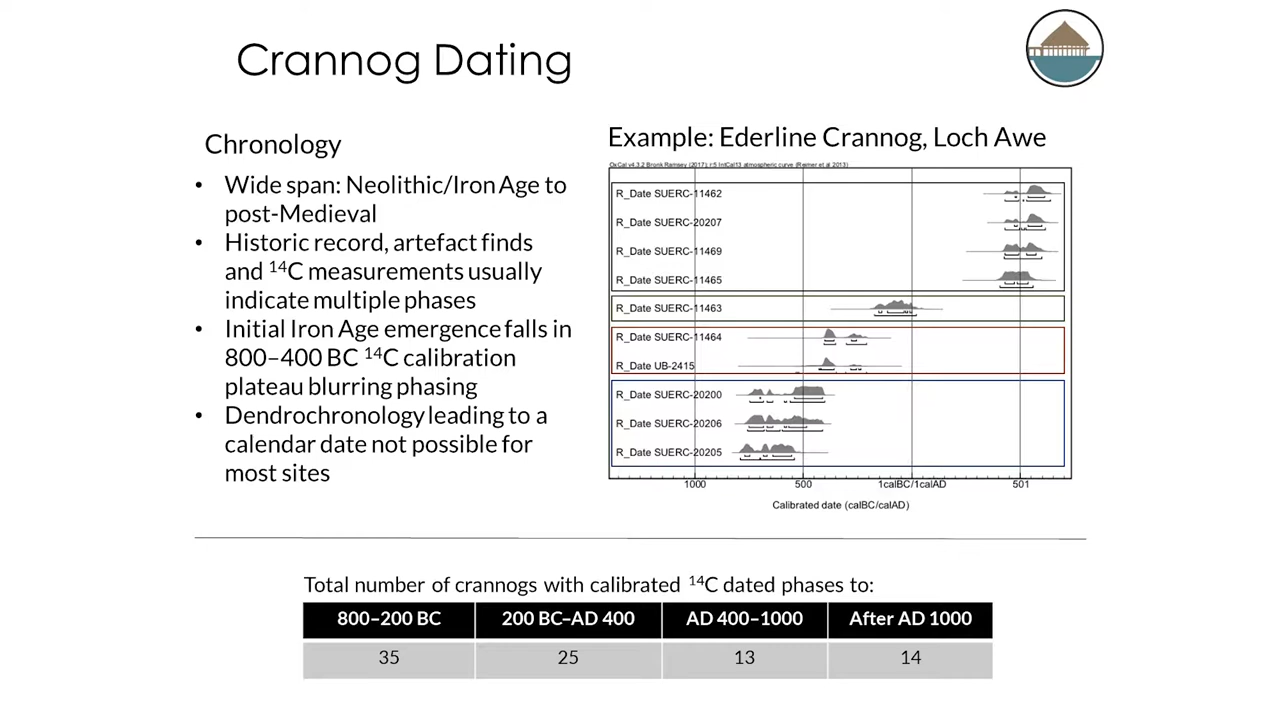 Crannog Dating
Chronology
• Wide span: Neolithic/Iron Age to
post-Medieval
• Historic record, artefact finds
and ¹⁴C measurements usually
indicate multiple phases
• Initial Iron Age emergence falls in
800–400 BC ¹⁴C calibration
plateau blurring phasing
• Dendrochronology leading to a
calendar date not possible for
most sites
Example: Ederline Crannog, Loch Awe
OxCal v4.3.2 Bronk Ramsey (2017); r:5 IntCal13 atmospheric curve (Reimer et al 2013)
R_Date SUERC-11462
R_Date SUERC-20207
R_Date SUERC-11469
R_Date SUERC-11465
R_Date SUERC-11463
R_Date SUERC-11464
R_Date UB-2415
R_Date SUERC-20200
R_Date SUERC-20206
R_Date SUERC-20205
1000 500 1calBC/1calAD 501
Calibrated date (calBC/calAD)
Total number of crannogs with calibrated ¹⁴C dated phases to:
800–200 BC 200 BC–AD 400 AD 400–1000 After AD 1000
35 25 13 14